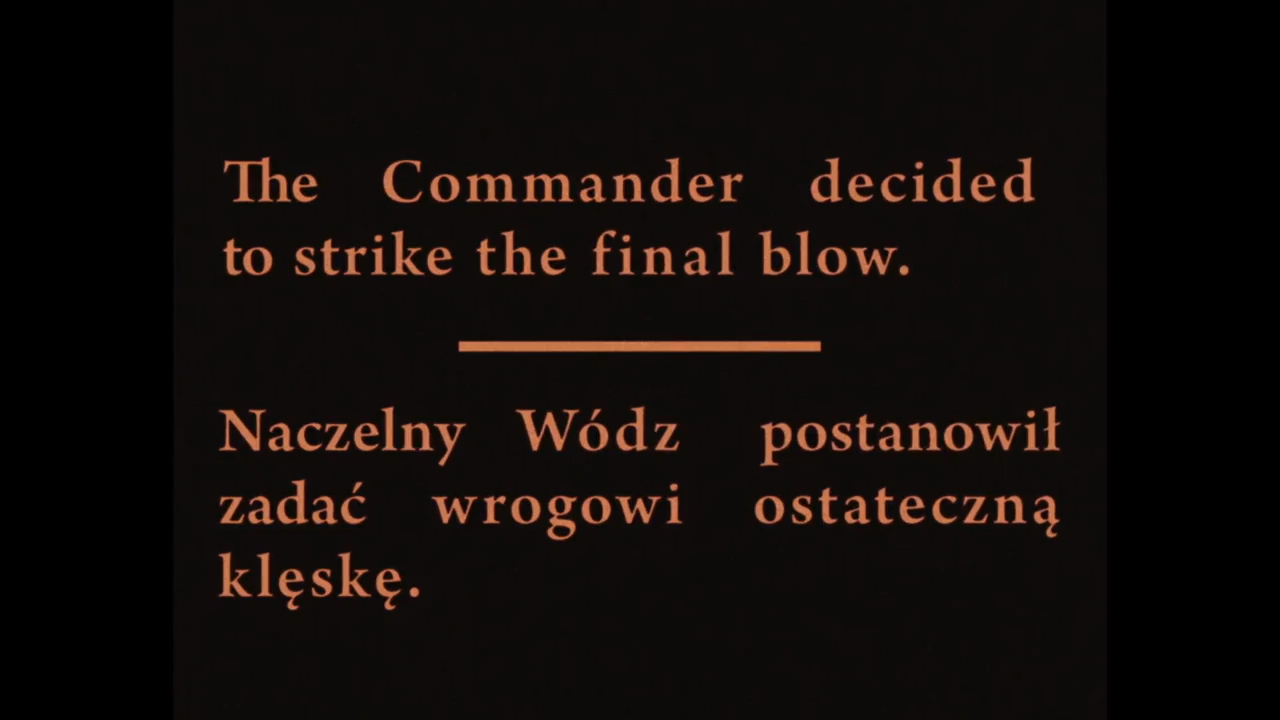 The Commander decided
to strike the final blow.
Naczelny Wódz postanowił
zadać wrogowi ostateczną
klęskę.